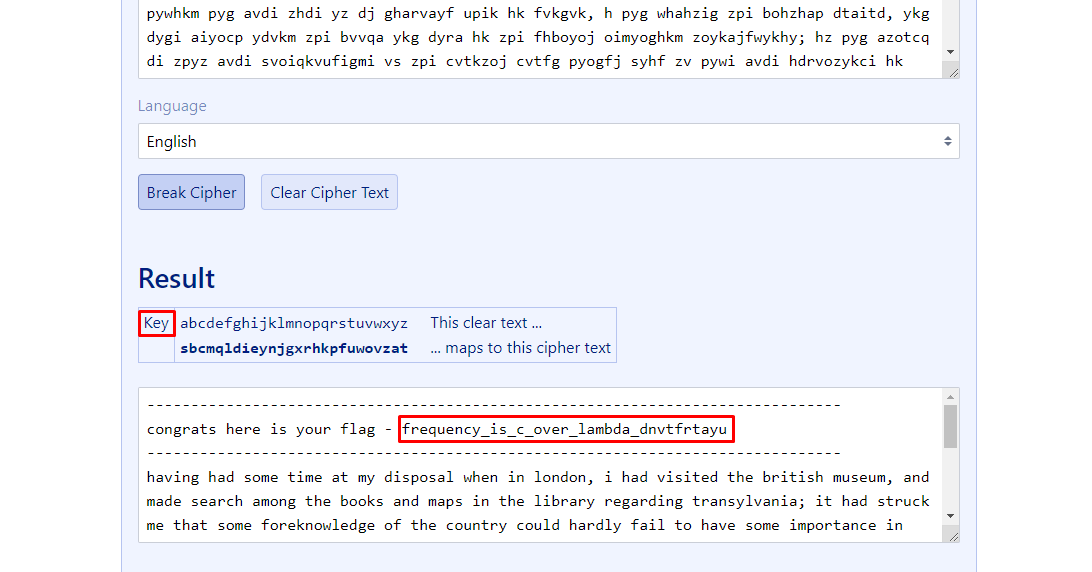 pywhkm pyg avdi zhdi yz dj gharvayf upik hk fvkgvk, h pyg whahzig zpi bohzhap dtaitd, ykg
dygi aiyocp ydvkm zpi bvvqa ykg dyra hk zpi fhboyoj oimyoghkm zoykajfwykhy; hz pyg azotcq
di zpyz avdi svoiqkvufigmi vs zpi cvtkzoj cvtfg pyogfj syhf zv pywi avdi hdrvozykci hk
Language
English
Break Cipher Clear Cipher Text
Result
Key abcdefghijklmnopqrstuvwxyz This clear text ...
sbcmqldieynjgxrhkpfuwovzat ... maps to this cipher text
------------------------------------------------------------------------------
congrats here is your flag - frequency_is_c_over_lambda_dnvtfrtayu
------------------------------------------------------------------------------
having had some time at my disposal when in london, i had visited the british museum, and
made search among the books and maps in the library regarding transylvania; it had struck
me that some foreknowledge of the country could hardly fail to have some importance in